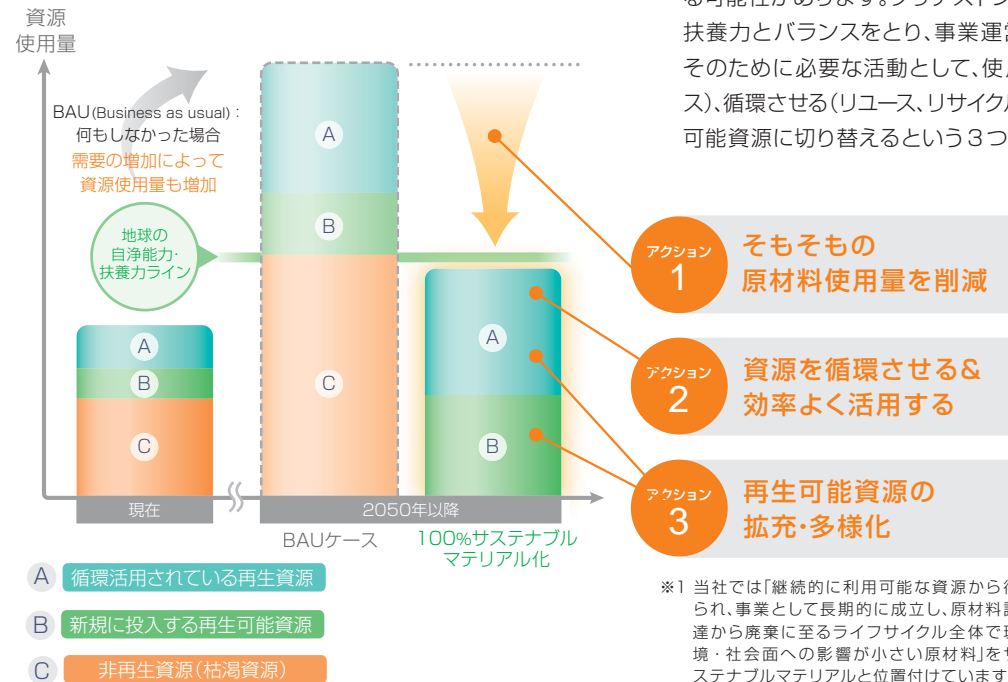 資源
使用量
BAU(Business as usual)：
何もしなかった場合
需要の増加によって
資源使用量も増加
地球の
自浄能力・
扶養力ライン
A
B
C
A
B
C
A
B
現在
2050年以降
BAUケース
100%サステナブル
マテリアル化
A 循環活用されている再生資源
B 新規に投入する再生可能資源
C 非再生資源（枯渇資源）
扶養力とバランスをとり、事業運営
そのために必要な活動として、使
ス）、循環させる（リユース、リサイクル
可能資源に切り替えるという３つ
アクション
1
そもそもの
原材料使用量を削減
アクション
2
資源を循環させる&
効率よく活用する
アクション
3
再生可能資源の
拡充・多様化
※1 当社では「継続的に利用可能な資源から得
られ、事業として長期的に成立し、原材料調
達から廃棄に至るライフサイクル全体で環
境・社会面への影響が小さい原材料」をサ
ステナブルマテリアルと位置付けています